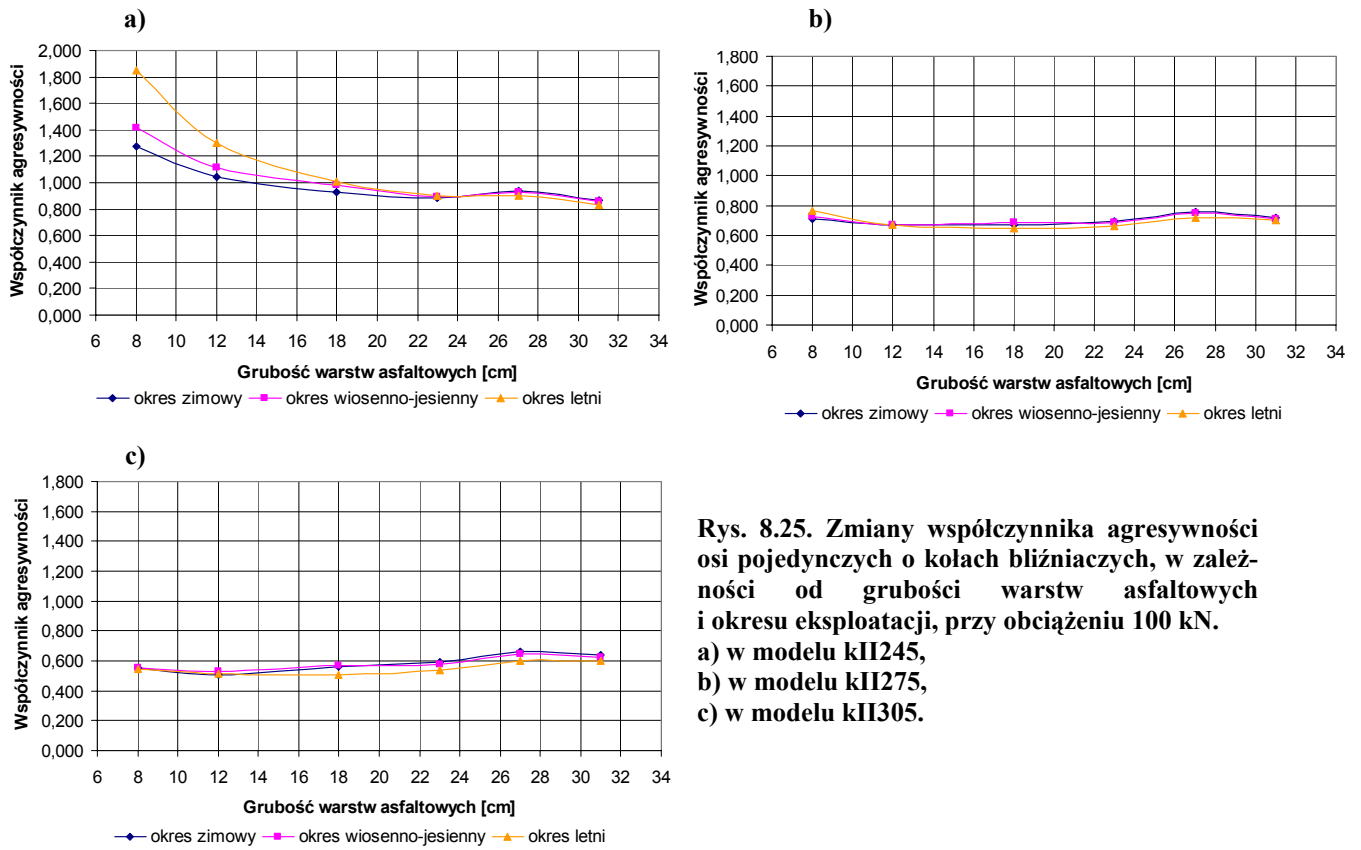 a)
2,000
1,800
1,600
1,400
1,200
1,000
0,800
0,600
0,400
0,200
0,000
Współczynnik agresywności
6 8 10 12 14 16 18 20 22 24 26 28 30 32 34
Grubość warstw asfaltowych [cm]
okres zimowy okres wiosenno-jesienny okres letni
b)
1,800
1,600
1,400
1,200
1,000
0,800
0,600
0,400
0,200
0,000
Współczynnik agresywności
6 8 10 12 14 16 18 20 22 24 26 28 30 32 34
Grubość warstw asfaltowych [cm]
okres zimowy okres wiosenno-jesienny okres letni
c)
1,800
1,600
1,400
1,200
1,000
0,800
0,600
0,400
0,200
0,000
Współczynnik agresywności
6 8 10 12 14 16 18 20 22 24 26 28 30 32 34
Grubość warstw asfaltowych [cm]
okres zimowy okres wiosenno-jesienny okres letni
Rys. 8.25. Zmiany współczynnika agresywności
osi pojedynczych o kołach bliźniaczych, w zależ-
ności od grubości warstw asfaltowych
i okresu eksploatacji, przy obciążeniu 100 kN.
a) w modelu kII245,
b) w modelu kII275,
c) w modelu kII305.